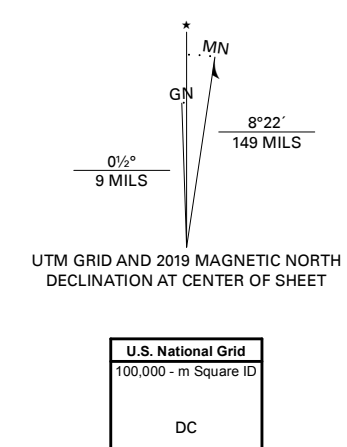 ★
MN
GN
8°22´
149 MILS
0½°
9 MILS
UTM GRID AND 2019 MAGNETIC NORTH
DECLINATION AT CENTER OF SHEET
U.S. National Grid
100,000 - m Square ID
DC